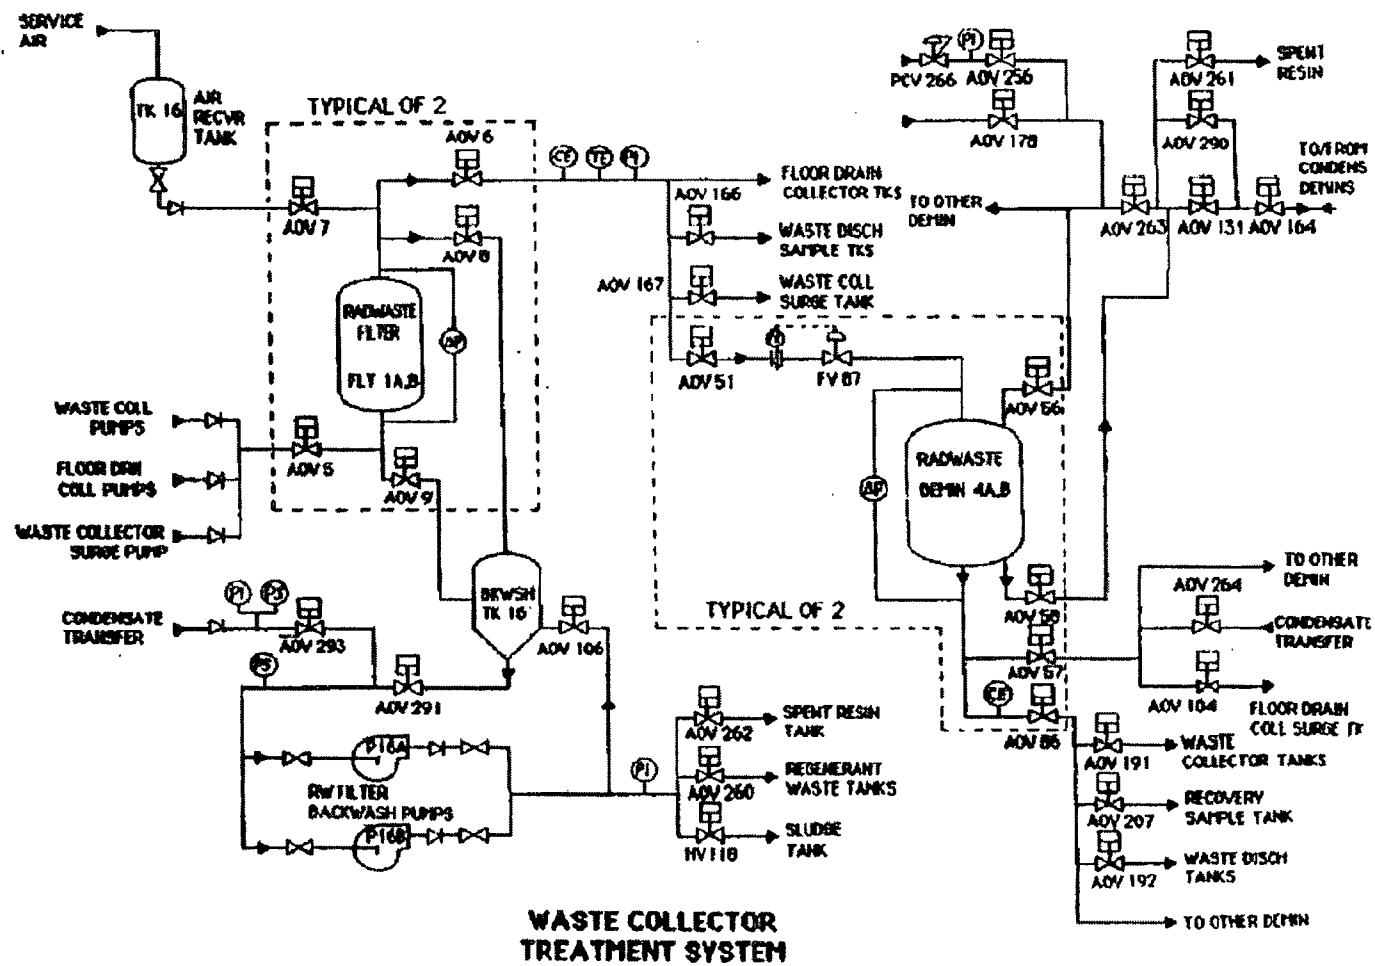 SERVICE
AIR
TK 16
AIR
RECVR
TANK
TYPICAL OF 2
AOV 6
AOV 7
AOV 8
CE
TE
RADWASTE
FILTER
FLT 1A,B
ΔP
AOV 5
AOV 9
WASTE COLL
PUMPS
FLOOR DRN
COLL PUMPS
WASTE COLLECTOR
SURGE PUMP
FLOOR DRAIN
COLLECTOR TKS
AOV 166
WASTE DISCH
SAMPLE TKS
AOV 167
WASTE COLL
SURGE TANK
AOV 51
FV 87
PCV 266
PI
AOV 256
AOV 178
AOV 261
SPENT
RESIN
AOV 290
TO/FROM
CONDENS
DEMINS
TO OTHER
DEMIN
AOV 263
AOV 131
AOV 164
AOV 56
RADWASTE
DEMIN 4A,B
ΔP
TYPICAL OF 2
AOV 58
AOV 57
CE
AOV 86
AOV 264
TO OTHER
DEMIN
CONDENSATE
TRANSFER
AOV 184
FLOOR DRAIN
COLL SURGE TK
AOV 191
WASTE
COLLECTOR TANKS
AOV 207
RECOVERY
SAMPLE TANK
AOV 192
WASTE DISCH
TANKS
TO OTHER DEMIN
PI
PS
CONDENSATE
TRANSFER
AOV 293
BKWSH
TK 16
AOV 106
PS
AOV 291
P16A
RW FILTER
BACKWASH PUMPS
P16B
PI
AOV 262
SPENT RESIN
TANK
AOV 260
REGENERANT
WASTE TANKS
HV118
SLUDGE
TANK
WASTE COLLECTOR
TREATMENT SYSTEM